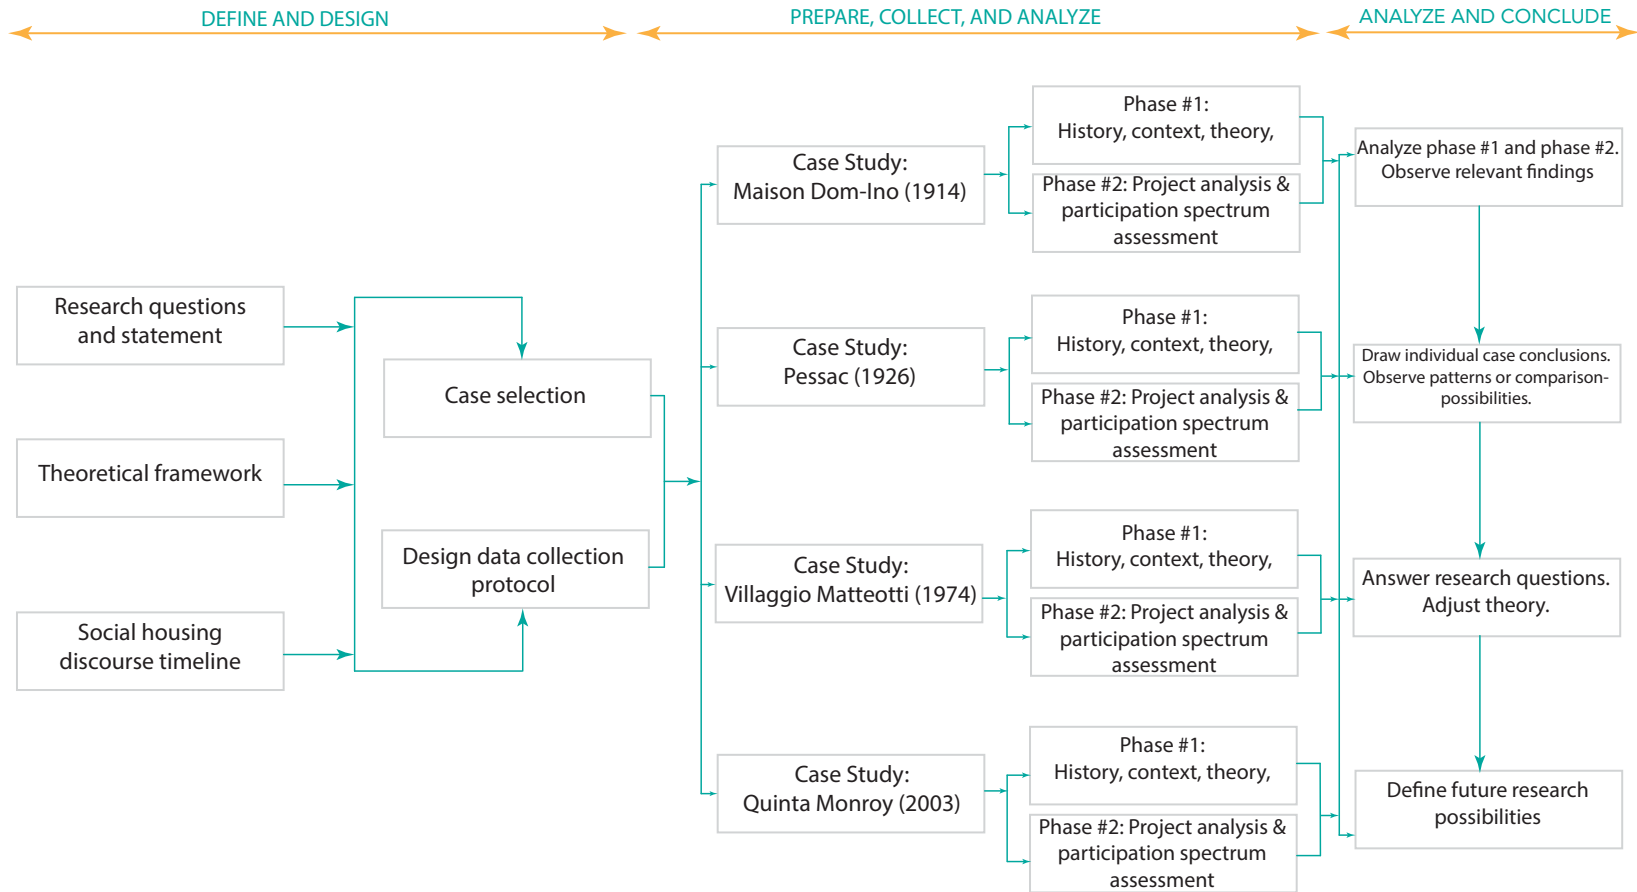 DEFINE AND DESIGN
PREPARE, COLLECT, AND ANALYZE
ANALYZE AND CONCLUDE
Research questions
and statement
Theoretical framework
Social housing
discourse timeline
Case selection
Design data collection
protocol
Case Study:
Maison Dom-Ino (1914)
Phase #1:
History, context, theory,
Phase #2: Project analysis &
participation spectrum
assessment
Case Study:
Pessac (1926)
Phase #1:
History, context, theory,
Phase #2: Project analysis &
participation spectrum
assessment
Case Study:
Villaggio Matteotti (1974)
Phase #1:
History, context, theory,
Phase #2: Project analysis &
participation spectrum
assessment
Case Study:
Quinta Monroy (2003)
Phase #1:
History, context, theory,
Phase #2: Project analysis &
participation spectrum
assessment
Analyze phase #1 and phase #2.
Observe relevant findings
Draw individual case conclusions.
Observe patterns or comparison-
possibilities.
Answer research questions.
Adjust theory.
Define future research
possibilities